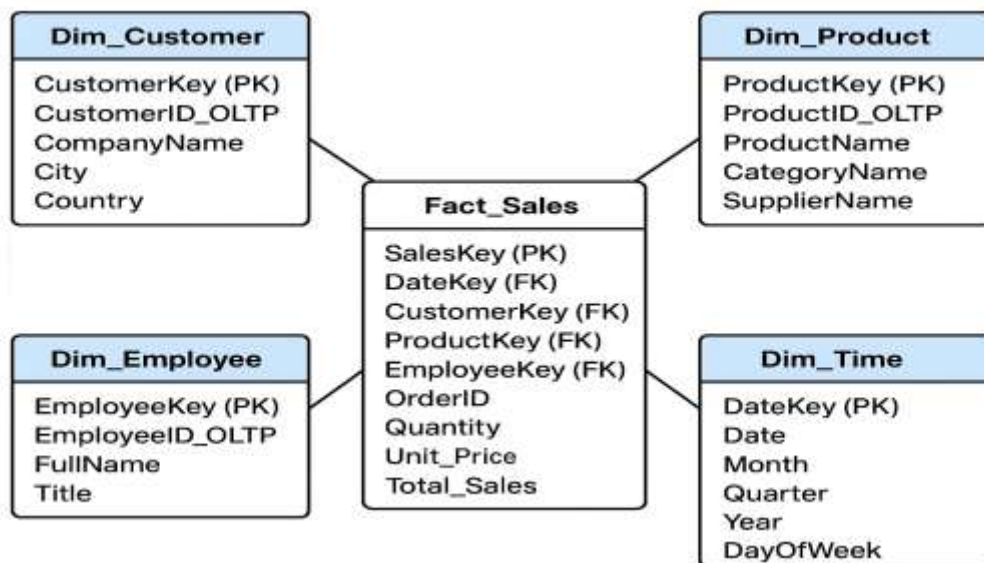 Dim_Customer
CustomerKey (PK)
CustomerID_OLTP
CompanyName
City
Country
Dim_Product
ProductKey (PK)
ProductID_OLTP
ProductName
CategoryName
SupplierName
Fact_Sales
SalesKey (PK)
DateKey (FK)
CustomerKey (FK)
ProductKey (FK)
EmployeeKey (FK)
OrderID
Quantity
Unit_Price
Total_Sales
Dim_Employee
EmployeeKey (PK)
EmployeeID_OLTP
FullName
Title
Dim_Time
DateKey (PK)
Date
Month
Quarter
Year
DayOfWeek